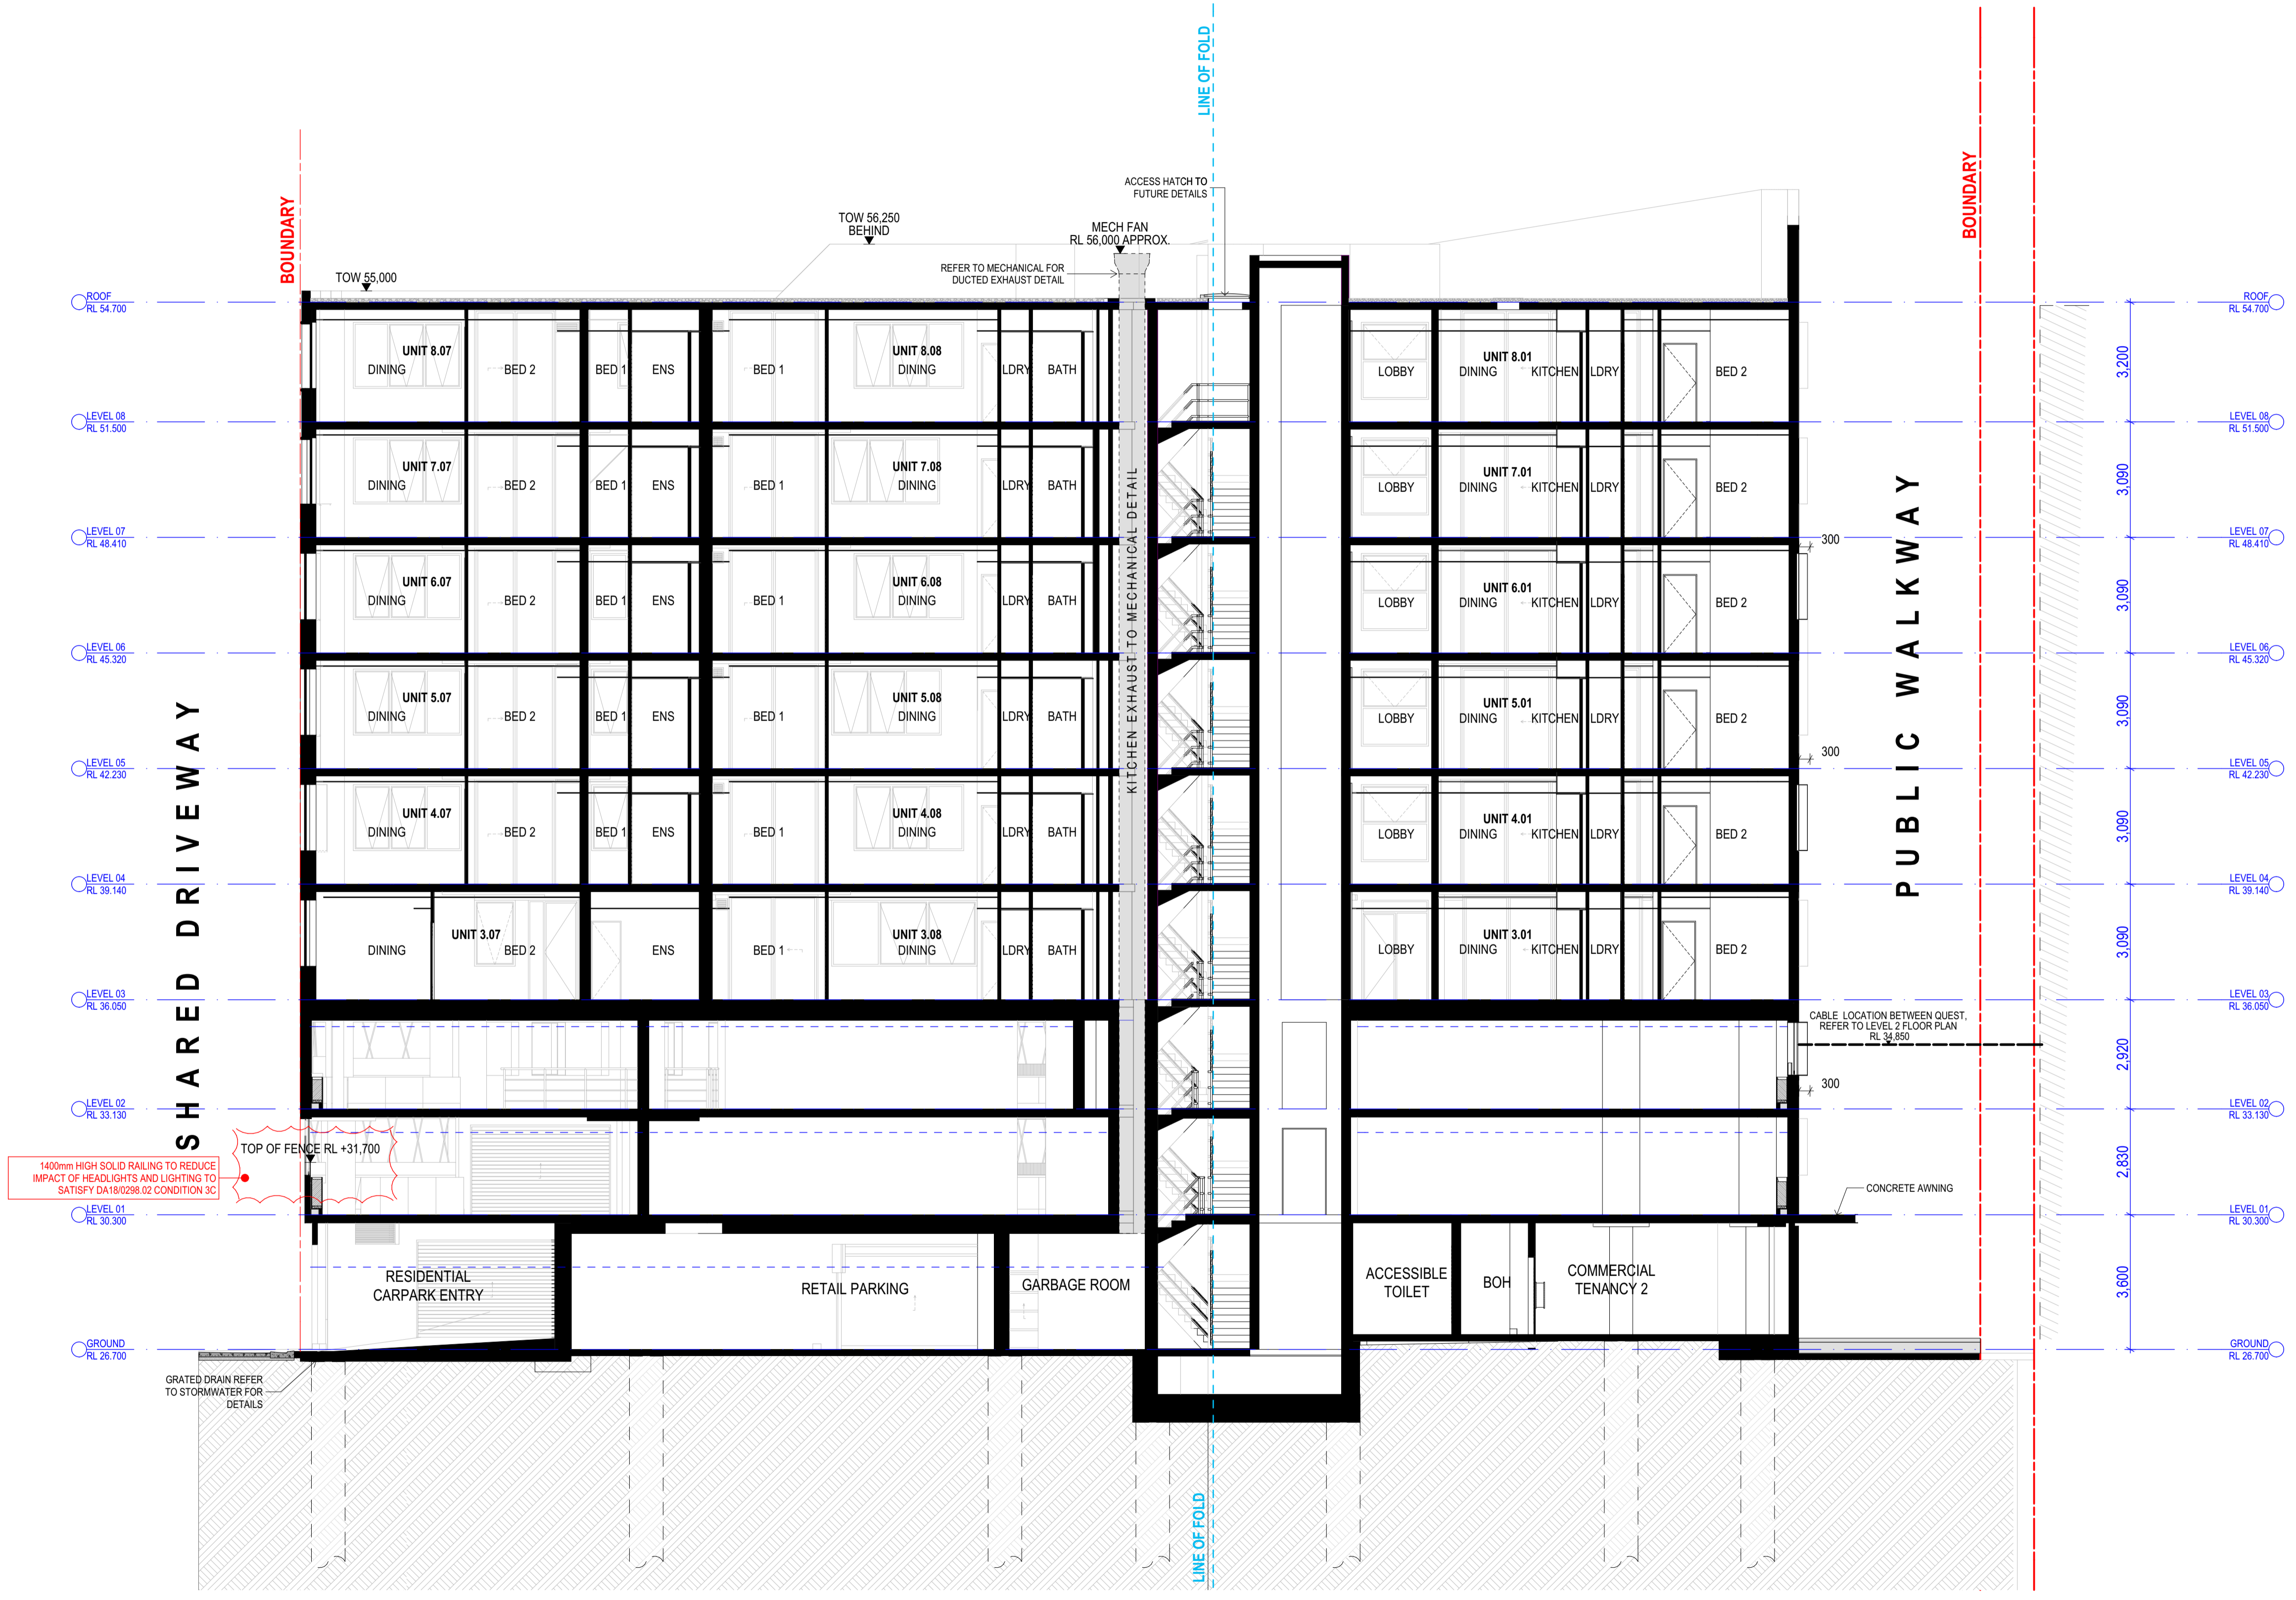 LINE OF FOLD
BOUNDARY
BOUNDARY
ACCESS HATCH TO
FUTURE DETAILS
TOW 56,250
BEHIND
MECH FAN
RL 56,000 APPROX.
REFER TO MECHANICAL FOR
DUCTED EXHAUST DETAIL
TOW 55,000
ROOF
RL 54.700
ROOF
RL 54.700
3,200
UNIT 8.07
DINING
BED 2
BED 1
ENS
BED 1
UNIT 8.08
DINING
LDRY
BATH
LOBBY
UNIT 8.01
DINING
KITCHEN
LDRY
BED 2
LEVEL 08
RL 51.500
LEVEL 08
RL 51.500
3,090
UNIT 7.07
DINING
BED 2
BED 1
ENS
BED 1
UNIT 7.08
DINING
LDRY
BATH
LOBBY
UNIT 7.01
DINING
KITCHEN
LDRY
BED 2
KITCHEN EXHAUST TO MECHANICAL DETAIL
LEVEL 07
RL 48.410
300
LEVEL 07
RL 48.410
3,090
UNIT 6.07
DINING
BED 2
BED 1
ENS
BED 1
UNIT 6.08
DINING
LDRY
BATH
LOBBY
UNIT 6.01
DINING
KITCHEN
LDRY
BED 2
PUBLIC WALKWAY
LEVEL 06
RL 45.320
LEVEL 06
RL 45.320
3,090
UNIT 5.07
DINING
BED 2
BED 1
ENS
BED 1
UNIT 5.08
DINING
LDRY
BATH
LOBBY
UNIT 5.01
DINING
KITCHEN
LDRY
BED 2
300
LEVEL 05
RL 42.230
LEVEL 05
RL 42.230
3,090
UNIT 4.07
DINING
BED 2
BED 1
ENS
BED 1
UNIT 4.08
DINING
LDRY
BATH
LOBBY
UNIT 4.01
DINING
KITCHEN
LDRY
BED 2
SHARED DRIVEWAY
LEVEL 04
RL 39.140
LEVEL 04
RL 39.140
3,090
UNIT 3.07
DINING
BED 2
ENS
BED 1
UNIT 3.08
DINING
LDRY
BATH
LOBBY
UNIT 3.01
DINING
KITCHEN
LDRY
BED 2
LEVEL 03
RL 36.050
LEVEL 03
RL 36.050
CABLE LOCATION BETWEEN QUEST,
REFER TO LEVEL 2 FLOOR PLAN
RL 34,850
2,920
300
LEVEL 02
RL 33.130
LEVEL 02
RL 33.130
TOP OF FENCE RL +31,700
1400mm HIGH SOLID RAILING TO REDUCE
IMPACT OF HEADLIGHTS AND LIGHTING TO
SATISFY DA18/0298.02 CONDITION 3C
2,830
CONCRETE AWNING
LEVEL 01
RL 30.300
LEVEL 01
RL 30.300
RESIDENTIAL
CARPARK ENTRY
RETAIL PARKING
GARBAGE ROOM
ACCESSIBLE
TOILET
BOH
COMMERCIAL
TENANCY 2
3,600
GROUND
RL 26.700
GROUND
RL 26.700
GRATED DRAIN REFER
TO STORMWATER FOR
DETAILS
LINE OF FOLD